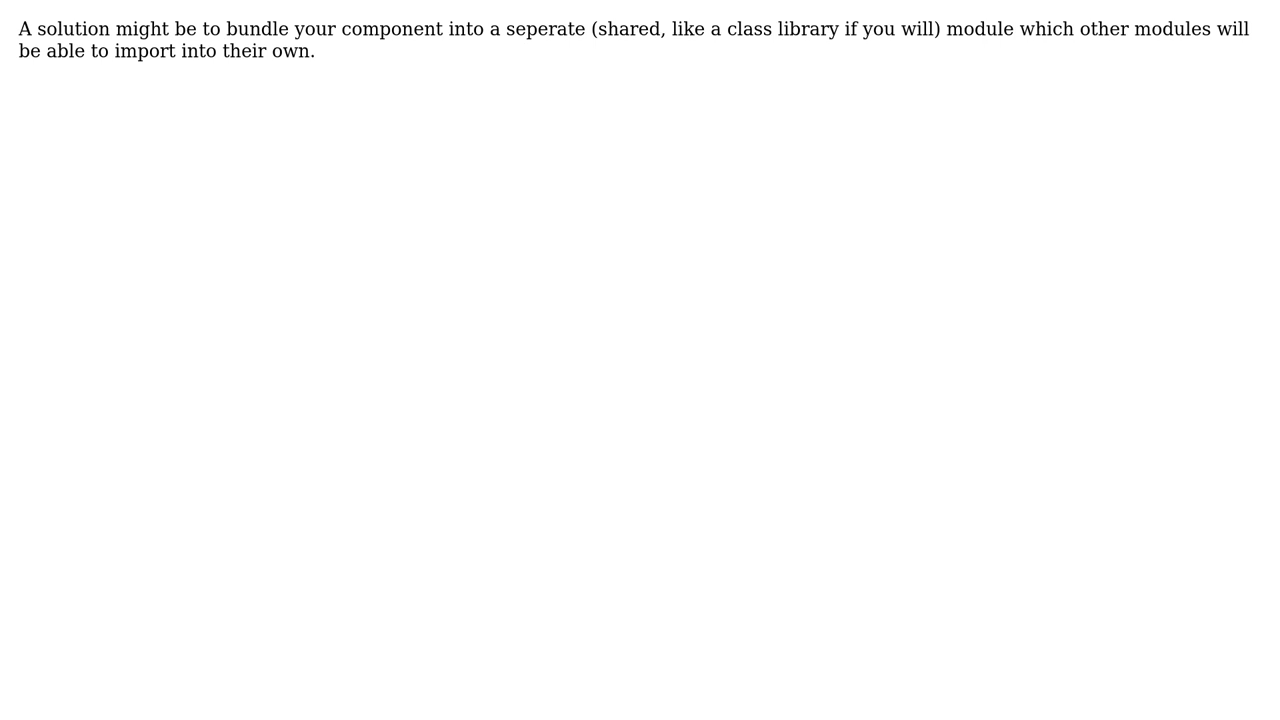 A solution might be to bundle your component into a seperate (shared, like a class library if you will) module which other modules will
be able to import into their own.